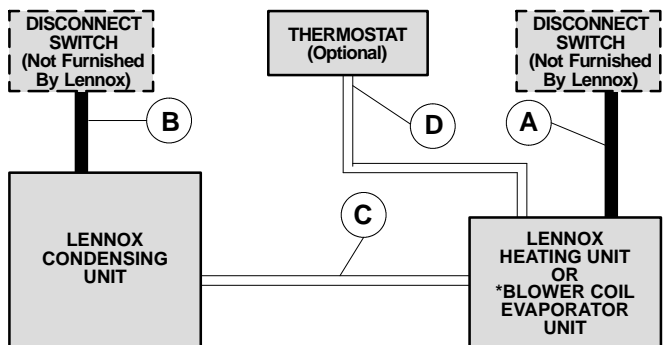 DISCONNECT
SWITCH
(Not Furnished
By Lennox)
THERMOSTAT
(Optional)
DISCONNECT
SWITCH
(Not Furnished
By Lennox)
B
D
A
C
LENNOX
CONDENSING
UNIT
LENNOX
HEATING UNIT
OR
*BLOWER COIL
EVAPORATOR
UNIT